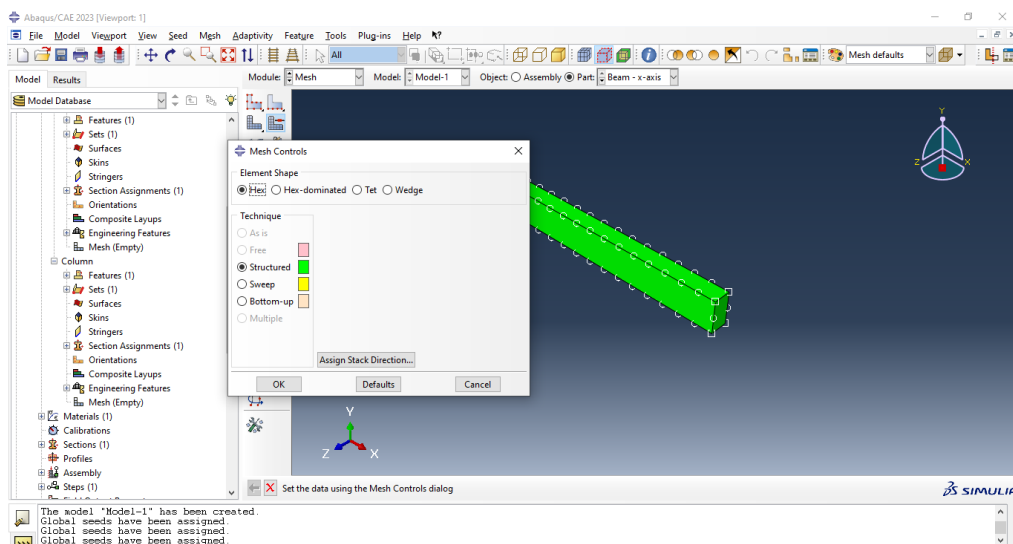 Abaqus/CAE 2023 [Viewport: 1]
File Model Viewport View Seed Mesh Adaptivity Feature Tools Plug-ins Help
All
Mesh defaults
Model Results
Module: Mesh Model: Model-1 Object: Assembly Part: Beam - x-axis
Model Database
Features (1)
Sets (1)
Surfaces
Skins
Stringers
Section Assignments (1)
Orientations
Composite Layups
Engineering Features
Mesh (Empty)
Column
Features (1)
Sets (1)
Surfaces
Skins
Stringers
Section Assignments (1)
Orientations
Composite Layups
Engineering Features
Mesh (Empty)
Materials (1)
Calibrations
Sections (1)
Profiles
Assembly
Steps (1)
Mesh Controls
Element Shape
Hex Hex-dominated Tet Wedge
Technique
As is
Free
Structured
Sweep
Bottom-up
Multiple
Assign Stack Direction...
OK Defaults Cancel
Y
Z X
Y
Z X
Set the data using the Mesh Controls dialog
SIMULIA
The model "Model-1" has been created.
Global seeds have been assigned.
Global seeds have been assigned.
Global seeds have been assigned.